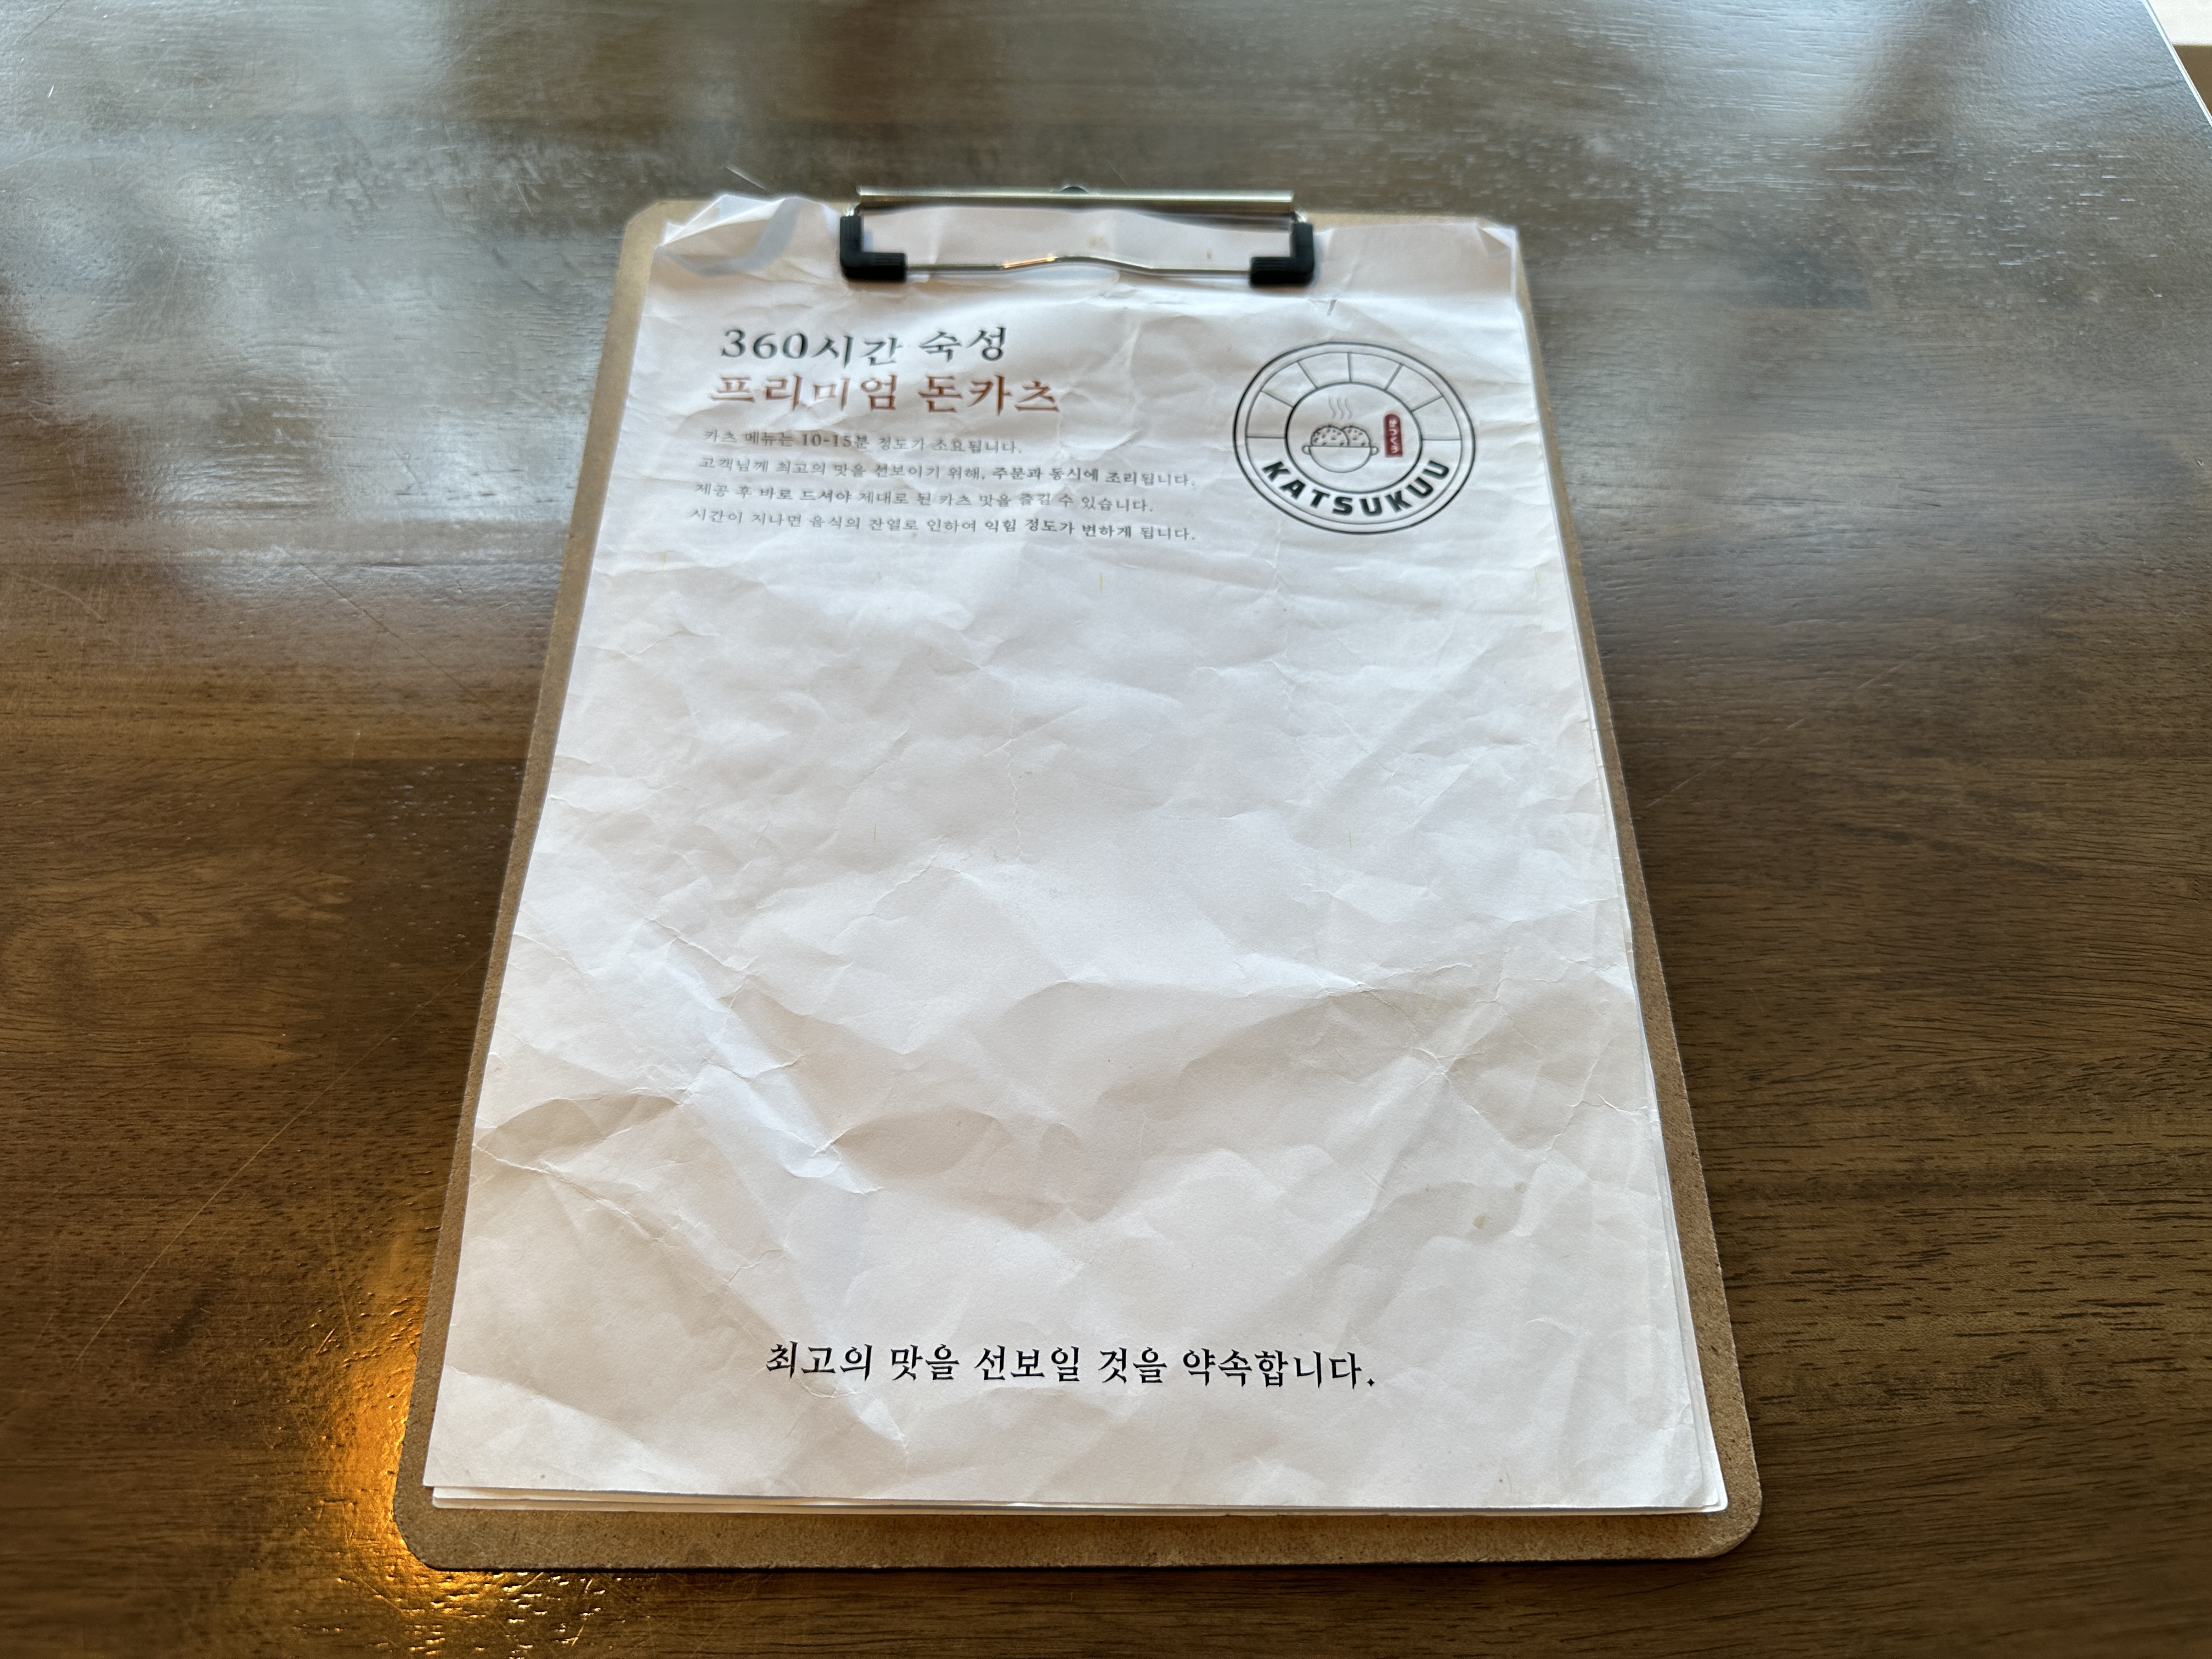 360시간 숙성
프리미엄 돈카츠
카츠 메뉴는 10-15분 정도가 소요됩니다.
고객님께 최고의 맛을 선보이기 위해, 주문과 동시에 조리됩니다.
제공 후 바로 드셔야 제대로 된 카츠 맛을 즐길 수 있습니다.
시간이 지나면 음식의 잔열로 인하여 익힘 정도가 변하게 됩니다.
KATSUKUU
최고의 맛을 선보일 것을 약속합니다.